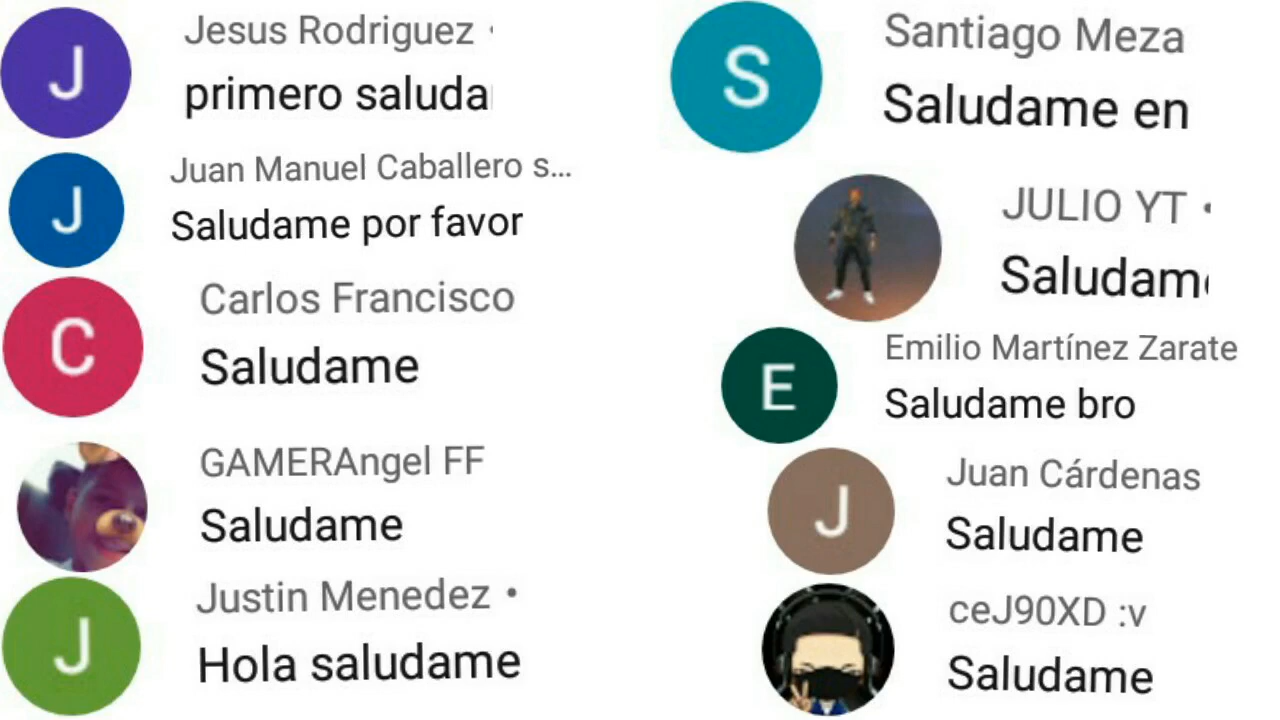 J
Jesus Rodriguez •
primero saluda
J
Juan Manuel Caballero s...
Saludame por favor
C
Carlos Francisco
Saludame
GAMERAngel FF
Saludame
J
Justin Menedez •
Hola saludame
S
Santiago Meza
Saludame en
JULIO YT •
Saludame
E
Emilio Martínez Zarate
Saludame bro
J
Juan Cárdenas
Saludame
ceJ90XD :v
Saludame